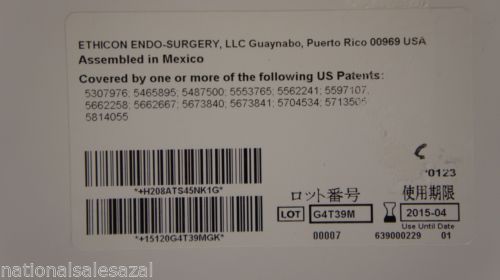 ETHICON ENDO-SURGERY, LLC Guaynabo, Puerto Rico 00969 USA
Assembled in Mexico
Covered by one or more of the following US Patents:
5307976; 5465895; 5487500; 5553765; 5562241; 5597107,
5662258; 5662667; 5673840; 5673841; 5704534; 5713505
5814055
*+H208ATS45NK1G*
0123
ロット番号 使用期限
LOT G4T39M 2015-04
Use Until Date
*+15120G4T39MGK*
00007 639000229 01
nationalsalesazal